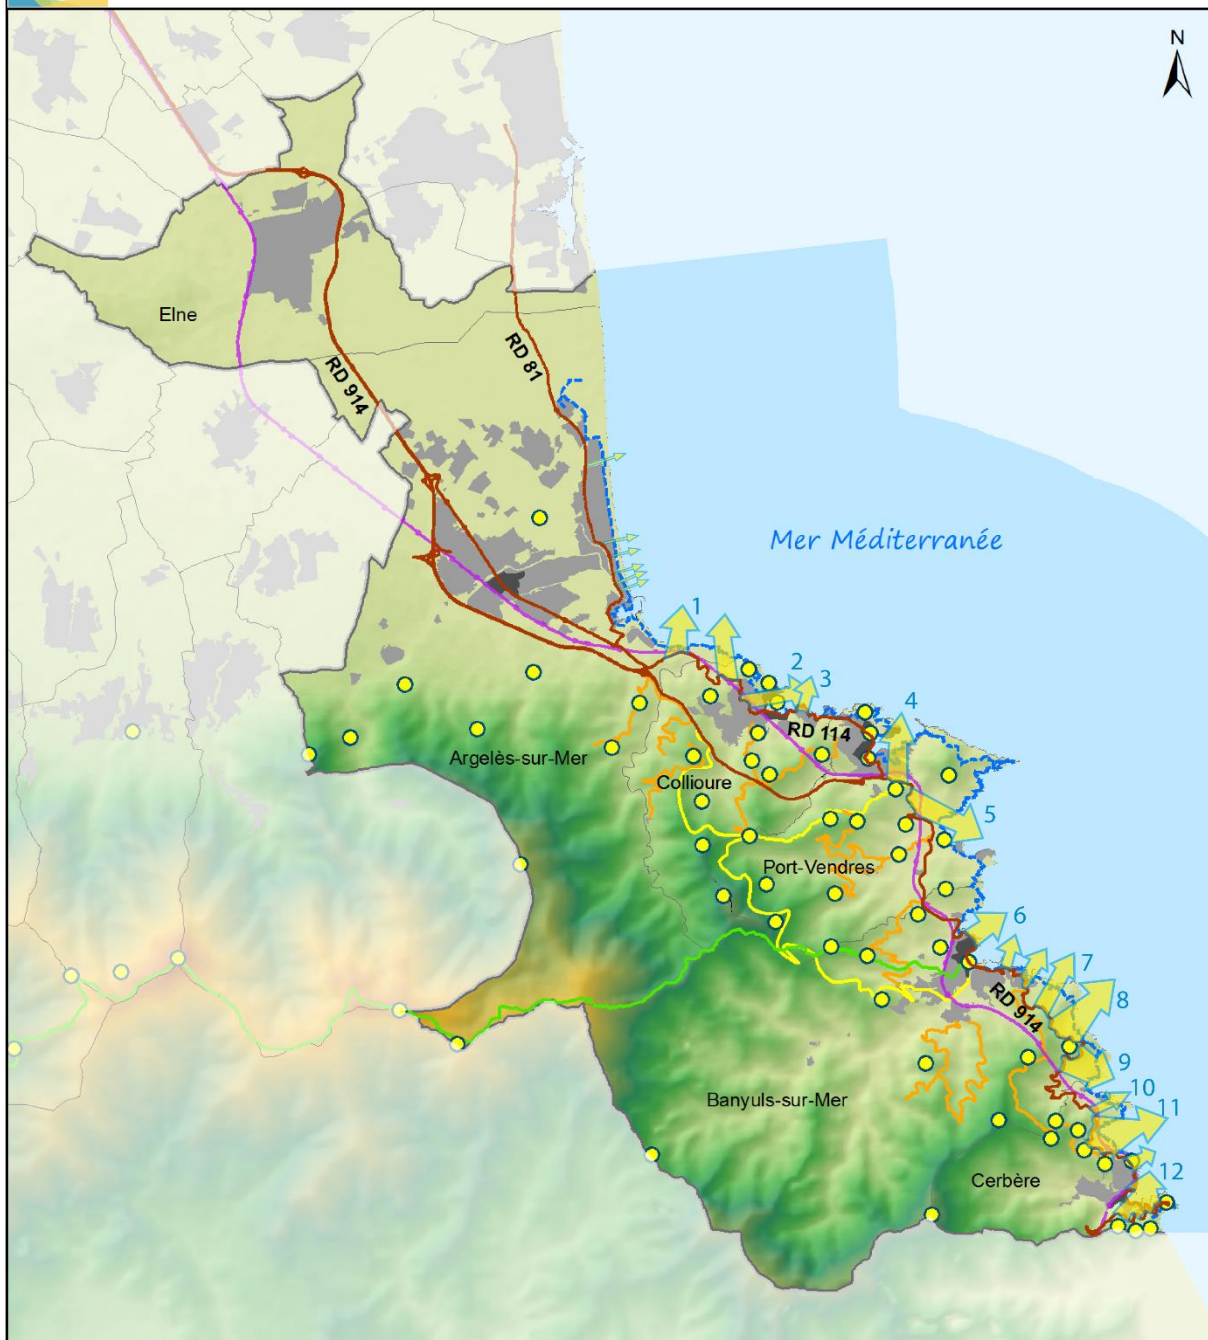 N
Elne
RD 914
RD 81
Mer Méditerranée
1
2
3
4
RD 114
Argelès-sur-Mer
Collioure
5
Port-Vendres
6
7
8
RD 914
9
10
Banyuls-sur-Mer
11
12
Cerbère